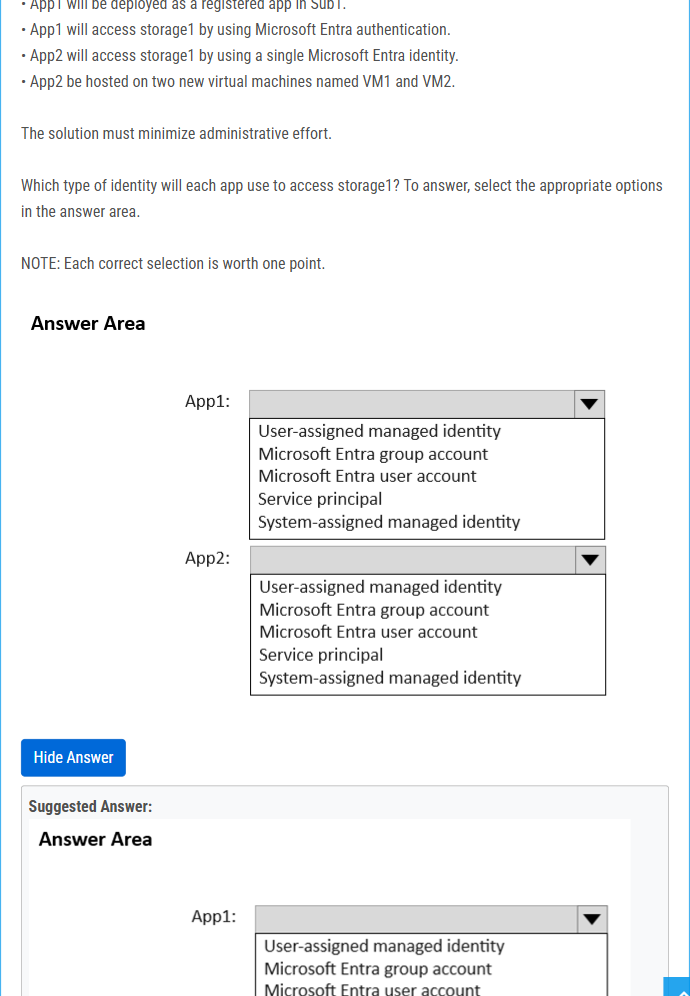 • App1 will be deployed as a registered app in Sub1.
• App1 will access storage1 by using Microsoft Entra authentication.
• App2 will access storage1 by using a single Microsoft Entra identity.
• App2 be hosted on two new virtual machines named VM1 and VM2.
The solution must minimize administrative effort.
Which type of identity will each app use to access storage1? To answer, select the appropriate options
in the answer area.
NOTE: Each correct selection is worth one point.
Answer Area
App1:
User-assigned managed identity
Microsoft Entra group account
Microsoft Entra user account
Service principal
System-assigned managed identity
App2:
User-assigned managed identity
Microsoft Entra group account
Microsoft Entra user account
Service principal
System-assigned managed identity
Hide Answer
Suggested Answer:
Answer Area
App1:
User-assigned managed identity
Microsoft Entra group account
Microsoft Entra user account